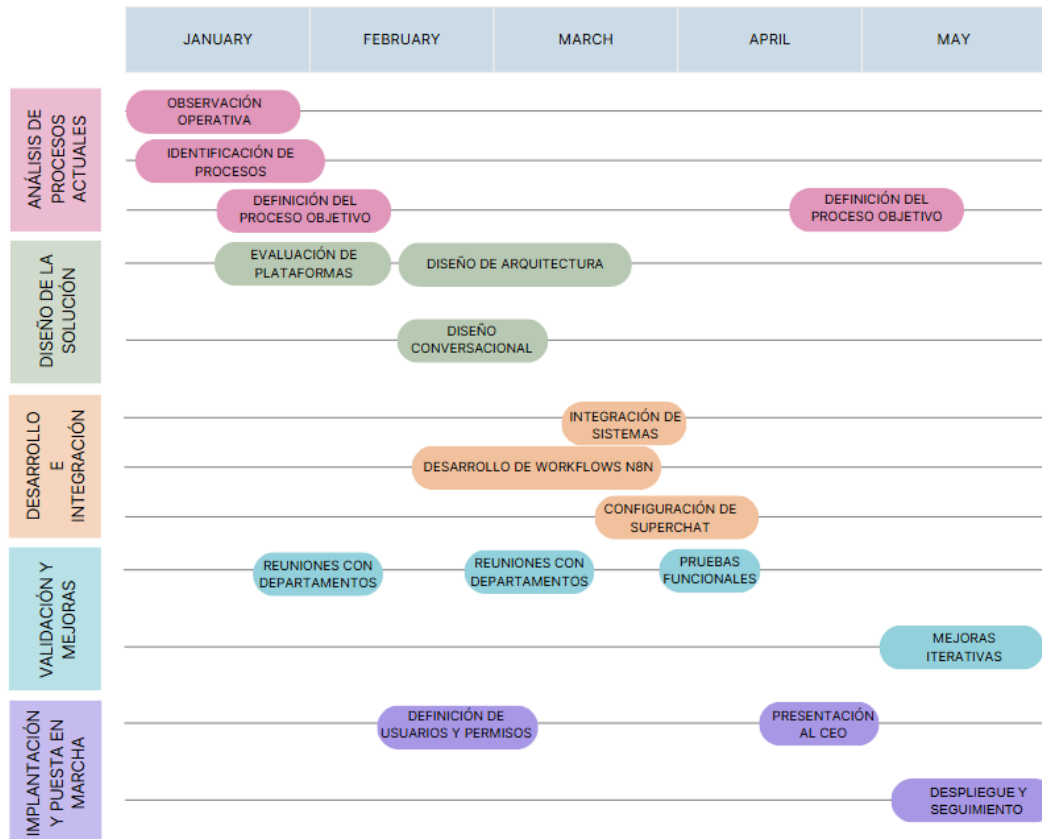 JANUARY
FEBRUARY
MARCH
APRIL
MAY
ANÁLISIS DE
PROCESOS
ACTUALES
OBSERVACIÓN
OPERATIVA
IDENTIFICACIÓN DE
PROCESOS
DEFINICIÓN DEL
PROCESO OBJETIVO
DEFINICIÓN DEL
PROCESO OBJETIVO
DISEÑO DE LA
SOLUCIÓN
EVALUACIÓN DE
PLATAFORMAS
DISEÑO DE ARQUITECTURA
DISEÑO
CONVERSACIONAL
DESARROLLO
E
INTEGRACIÓN
INTEGRACIÓN DE
SISTEMAS
DESARROLLO DE WORKFLOWS N8N
CONFIGURACIÓN DE
SUPERCHAT
VALIDACIÓN Y
MEJORAS
REUNIONES CON
DEPARTAMENTOS
REUNIONES CON
DEPARTAMENTOS
PRUEBAS
FUNCIONALES
MEJORAS
ITERATIVAS
IMPLANTACIÓN
Y PUESTA EN
MARCHA
DEFINICIÓN DE
USUARIOS Y PERMISOS
PRESENTACIÓN
AL CEO
DESPLIEGUE Y
SEGUIMIENTO